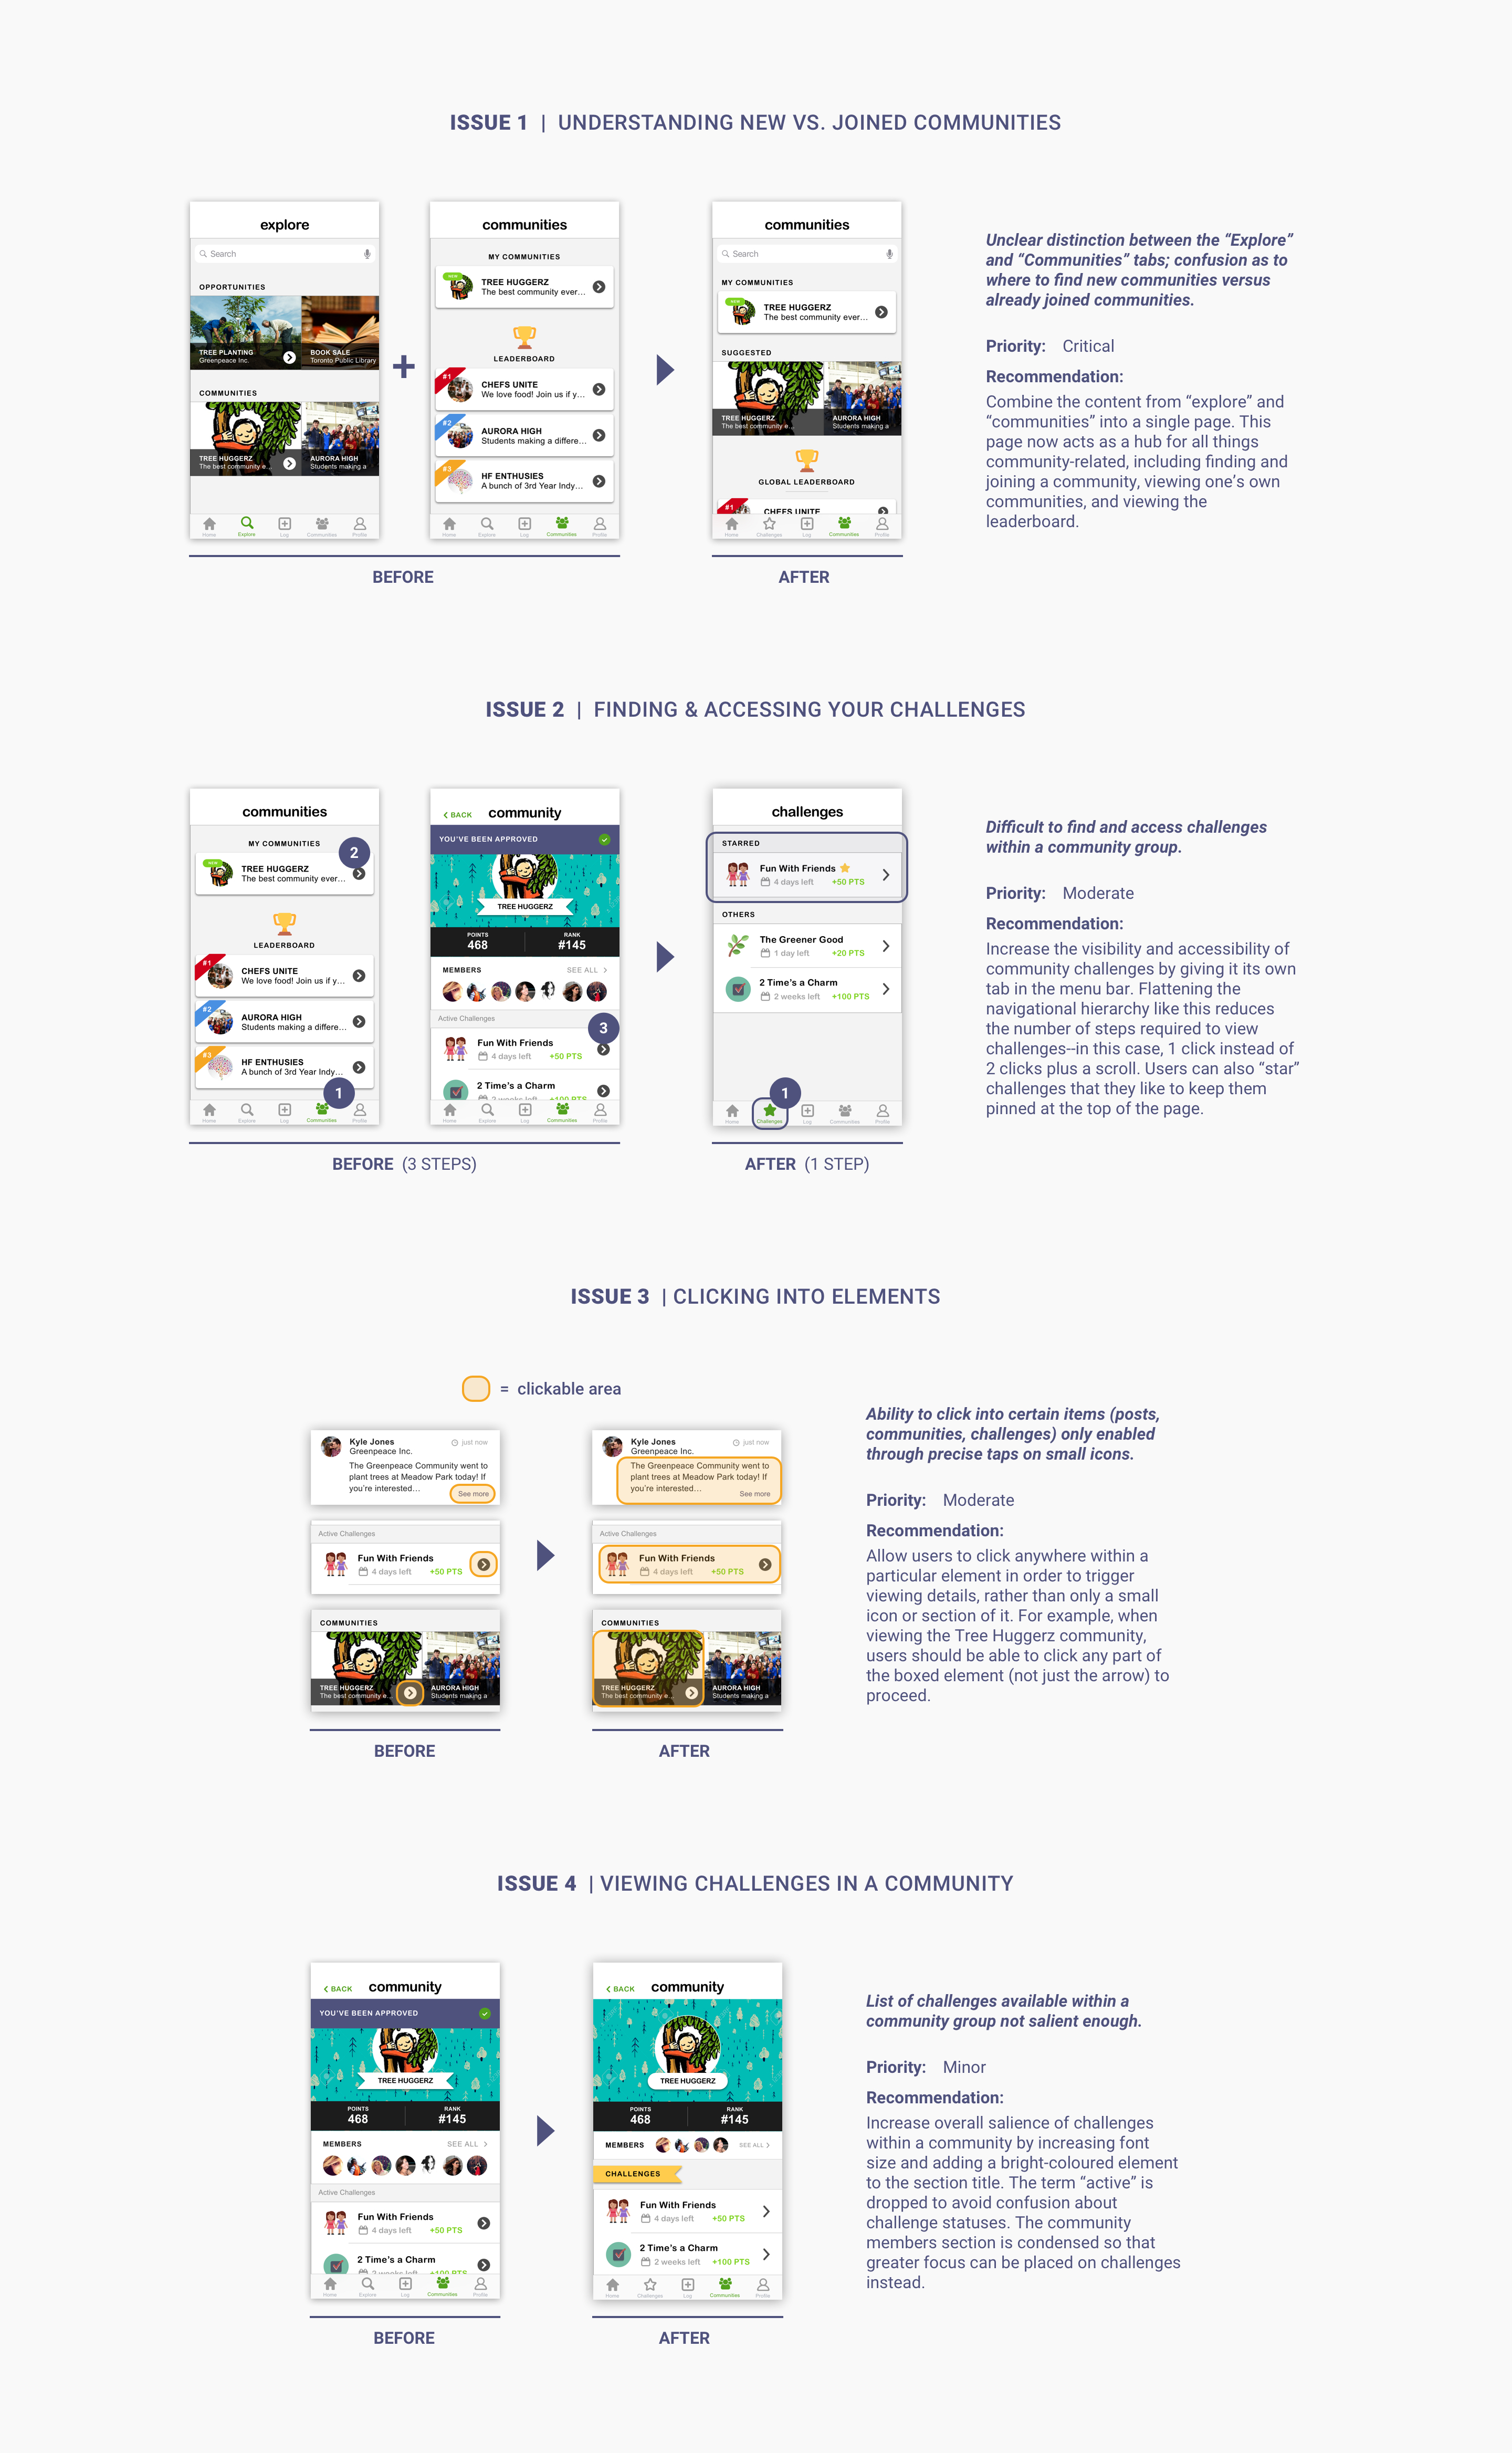 ISSUE 1 | UNDERSTANDING NEW VS. JOINED COMMUNITIES
explore
Search
OPPORTUNITIES
TREE PLANTING
Greenpeace Inc.
BOOK SALE
Toronto Public Library
COMMUNITIES
TREE HUGGERZ
The best community e...
AURORA HIGH
Students making a
Home Explore Log Communities Profile
+
communities
MY COMMUNITIES
NEW
TREE HUGGERZ
The best community ever...
LEADERBOARD
#1
CHEFS UNITE
We love food! Join us if y...
#2
AURORA HIGH
Students making a differe...
#3
HF ENTHUSIES
A bunch of 3rd Year Indy...
Home Explore Log Communities Profile
BEFORE
communities
Search
MY COMMUNITIES
NEW
TREE HUGGERZ
The best community ever...
SUGGESTED
TREE HUGGERZ
The best community e...
AURORA HIGH
Students making a
GLOBAL LEADERBOARD
#1
CHEFS UNITE
Home Challenges Log Communities Profile
AFTER
Unclear distinction between the “Explore”
and “Communities” tabs; confusion as to
where to find new communities versus
already joined communities.
Priority: Critical
Recommendation:
Combine the content from “explore” and
“communities” into a single page. This
page now acts as a hub for all things
community-related, including finding and
joining a community, viewing one’s own
communities, and viewing the
leaderboard.
ISSUE 2 | FINDING & ACCESSING YOUR CHALLENGES
communities
MY COMMUNITIES
2
NEW
TREE HUGGERZ
The best community ever...
LEADERBOARD
#1
CHEFS UNITE
We love food! Join us if y...
#2
AURORA HIGH
Students making a differe...
#3
HF ENTHUSIES
A bunch of 3rd Year Indy...
1
Home Explore Log Communities Profile
BACK community
YOU’VE BEEN APPROVED
TREE HUGGERZ
POINTS
468
RANK
#145
MEMBERS SEE ALL
Active Challenges
3
Fun With Friends
4 days left +50 PTS
2 Time’s a Charm
2 weeks left +100 PTS
Home Explore Log Communities Profile
BEFORE (3 STEPS)
challenges
STARRED
Fun With Friends
4 days left +50 PTS
OTHERS
The Greener Good
1 day left +20 PTS
2 Time’s a Charm
2 weeks left +100 PTS
1
Home Challenges Log Communities Profile
AFTER (1 STEP)
Difficult to find and access challenges
within a community group.
Priority: Moderate
Recommendation:
Increase the visibility and accessibility of
community challenges by giving it its own
tab in the menu bar. Flattening the
navigational hierarchy like this reduces
the number of steps required to view
challenges--in this case, 1 click instead of
2 clicks plus a scroll. Users can also “star”
challenges that they like to keep them
pinned at the top of the page.
ISSUE 3 | CLICKING INTO ELEMENTS
= clickable area
Kyle Jones just now
Greenpeace Inc.
The Greenpeace Community went to
plant trees at Meadow Park today! If
you’re interested...
See more
Active Challenges
Fun With Friends
4 days left +50 PTS
COMMUNITIES
TREE HUGGERZ
The best community e...
AURORA HIGH
Students making a
BEFORE
Kyle Jones just now
Greenpeace Inc.
The Greenpeace Community went to
plant trees at Meadow Park today! If
you’re interested...
See more
Active Challenges
Fun With Friends
4 days left +50 PTS
COMMUNITIES
TREE HUGGERZ
The best community e...
AURORA HIGH
Students making a
AFTER
Ability to click into certain items (posts,
communities, challenges) only enabled
through precise taps on small icons.
Priority: Moderate
Recommendation:
Allow users to click anywhere within a
particular element in order to trigger
viewing details, rather than only a small
icon or section of it. For example, when
viewing the Tree Huggerz community,
users should be able to click any part of
the boxed element (not just the arrow) to
proceed.
ISSUE 4 | VIEWING CHALLENGES IN A COMMUNITY
BACK community
YOU’VE BEEN APPROVED
TREE HUGGERZ
POINTS
468
RANK
#145
MEMBERS SEE ALL
Active Challenges
Fun With Friends
4 days left +50 PTS
2 Time’s a Charm
2 weeks left +100 PTS
Home Explore Log Communities Profile
BEFORE
BACK community
TREE HUGGERZ
POINTS
468
RANK
#145
MEMBERS SEE ALL
CHALLENGES
Fun With Friends
4 days left +50 PTS
2 Time’s a Charm
2 weeks left +100 PTS
Home Challenges Log Communities Profile
AFTER
List of challenges available within a
community group not salient enough.
Priority: Minor
Recommendation:
Increase overall salience of challenges
within a community by increasing font
size and adding a bright-coloured element
to the section title. The term “active” is
dropped to avoid confusion about
challenge statuses. The community
members section is condensed so that
greater focus can be placed on challenges
instead.